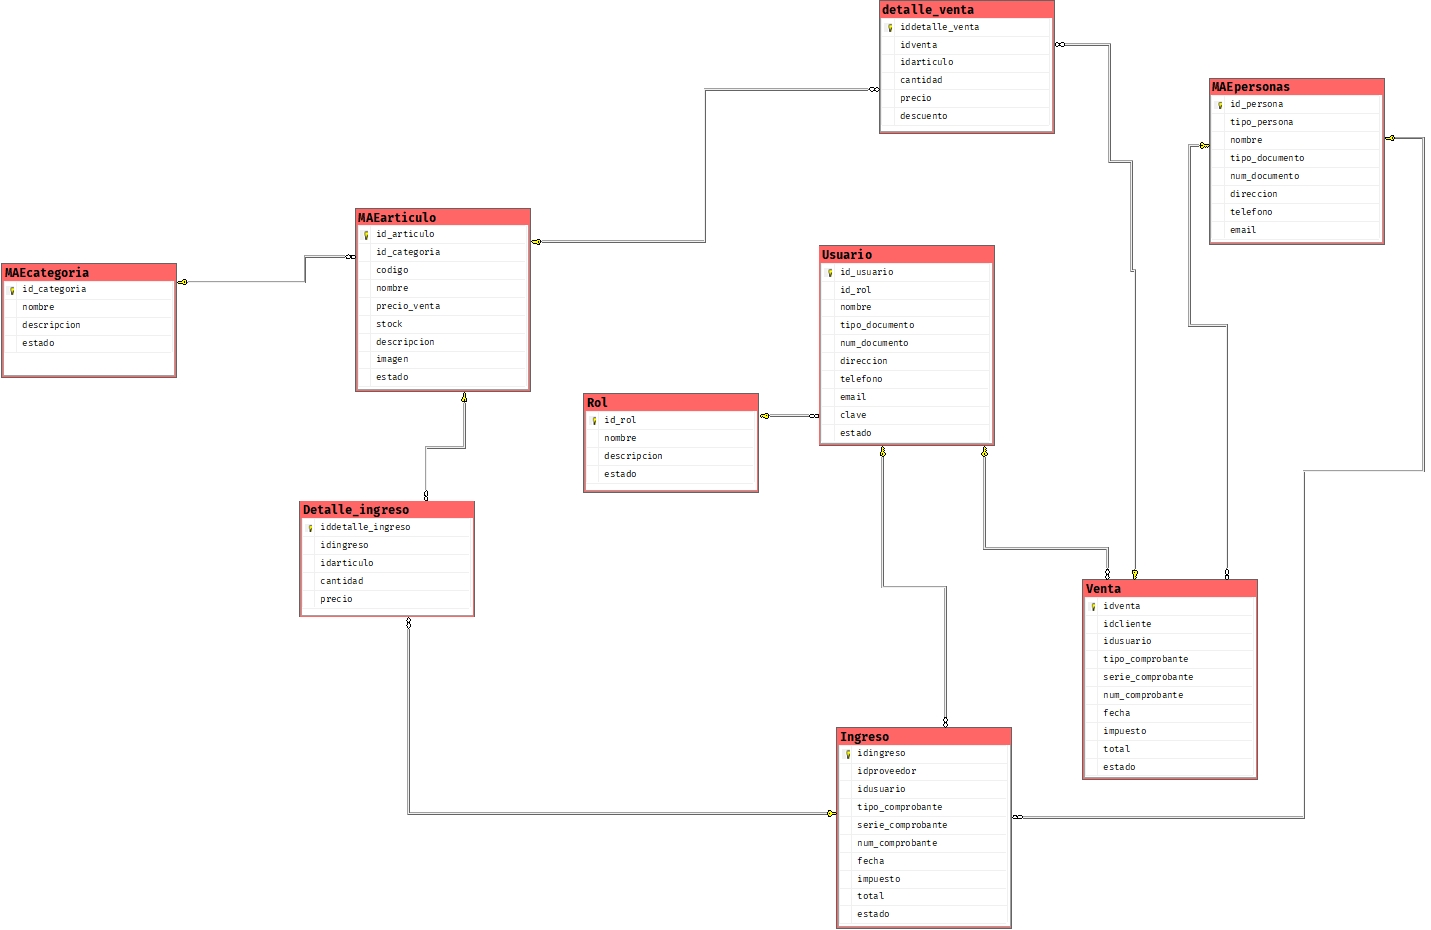 detalle_venta
iddetalle_venta
idventa
idarticulo
cantidad
precio
descuento
MAEpersonas
id_persona
tipo_persona
nombre
tipo_documento
num_documento
direccion
telefono
email
MAEarticulo
id_articulo
id_categoria
codigo
nombre
precio_venta
stock
descripcion
imagen
estado
MAEcategoria
id_categoria
nombre
descripcion
estado
Usuario
id_usuario
id_rol
nombre
tipo_documento
num_documento
direccion
telefono
email
clave
estado
Rol
id_rol
nombre
descripcion
estado
Detalle_ingreso
iddetalle_ingreso
idingreso
idarticulo
cantidad
precio
Venta
idventa
idcliente
idusuario
tipo_comprobante
serie_comprobante
num_comprobante
fecha
impuesto
total
estado
Ingreso
idingreso
idproveedor
idusuario
tipo_comprobante
serie_comprobante
num_comprobante
fecha
impuesto
total
estado